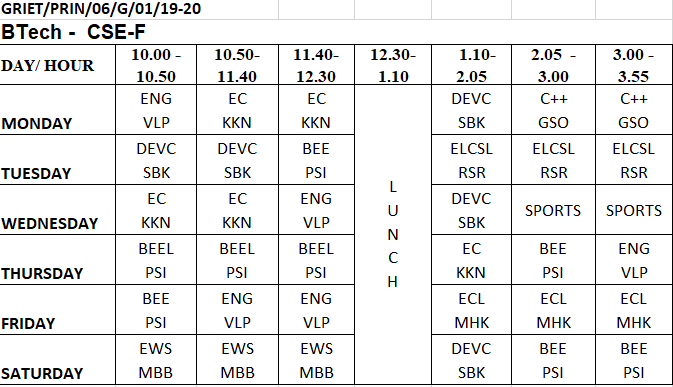 GRIET/PRIN/06/G/01/19-20
BTech - CSE-F
DAY/ HOUR 10.00 - 10.50 10.50- 11.40 11.40- 12.30 12.30- 1.10 1.10- 2.05 2.05 - 3.00 3.00 - 3.55
MONDAY ENG VLP EC KKN EC KKN DEVC SBK C++ GSO C++ GSO
TUESDAY DEVC SBK DEVC SBK BEE PSI ELCSL RSR ELCSL RSR ELCSL RSR
LUNCH
WEDNESDAY EC KKN EC KKN ENG VLP DEVC SBK SPORTS SPORTS
THURSDAY BEEL PSI BEEL PSI BEEL PSI EC KKN BEE PSI ENG VLP
FRIDAY BEE PSI ENG VLP ENG VLP ECL MHK ECL MHK ECL MHK
SATURDAY EWS MBB EWS MBB EWS MBB DEVC SBK BEE PSI BEE PSI